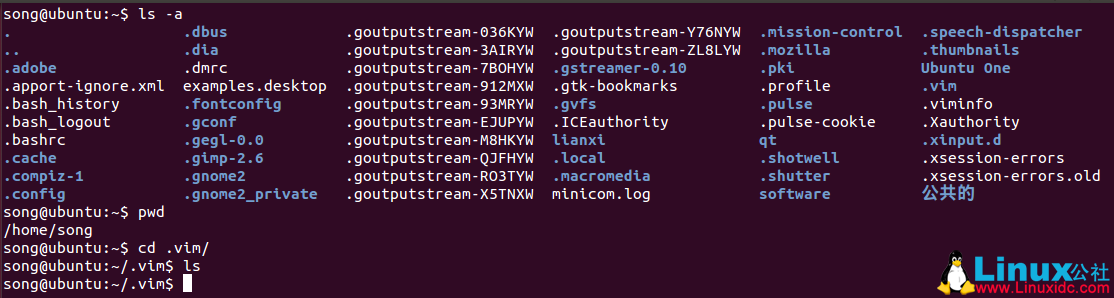 song@ubuntu:~$ ls -a
. .dbus .goutputstream-036KYW .goutputstream-Y76NYW .mission-control .speech-dispatcher
.. .dia .goutputstream-3AIRYW .goutputstream-ZL8LYW .mozilla .thumbnails
.adobe .dmrc .goutputstream-7BOHYW .gstreamer-0.10 .pki Ubuntu One
.apport-ignore.xml examples.desktop .goutputstream-912MXW .gtk-bookmarks .profile .vim
.bash_history .fontconfig .goutputstream-93MRYW .gvfs .pulse .viminfo
.bash_logout .gconf .goutputstream-EJUPYW .ICEauthority .pulse-cookie .Xauthority
.bashrc .gegl-0.0 .goutputstream-M8HKYW lianxi qt .xinput.d
.cache .gimp-2.6 .goutputstream-QJFHYW .local .shotwell .xsession-errors
.compiz-1 .gnome2 .goutputstream-RO3TYW .macromedia .shutter .xsession-errors.old
.config .gnome2_private .goutputstream-X5TNXW minicom.log software 公共的
song@ubuntu:~$ pwd
/home/song
song@ubuntu:~$ cd .vim/
song@ubuntu:~/.vim$ ls
song@ubuntu:~/.vim$
Linux公社
www.Linuxidc.com